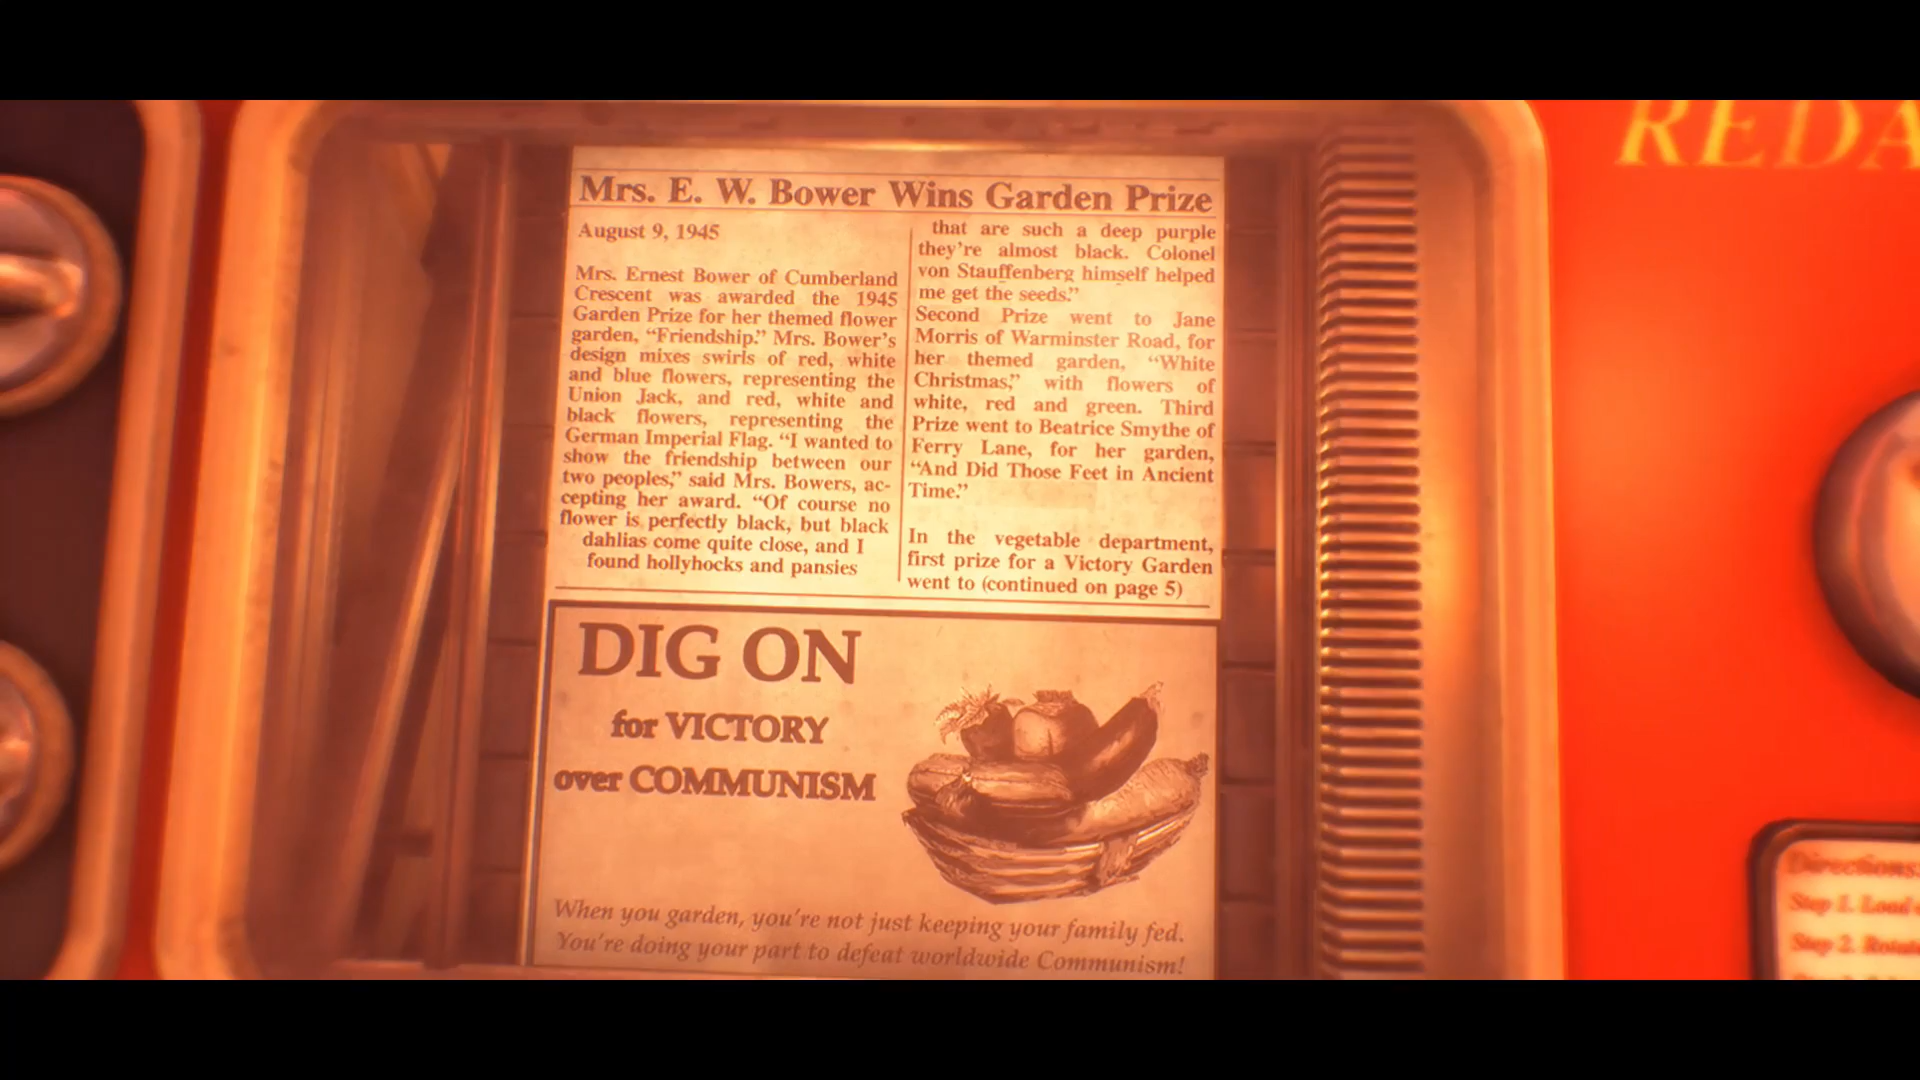 REDA
Mrs. E. W. Bower Wins Garden Prize
August 9, 1945
Mrs. Ernest Bower of Cumberland
Crescent was awarded the 1945
Garden Prize for her themed flower
garden, “Friendship.” Mrs. Bower’s
design mixes swirls of red, white
and blue flowers, representing the
Union Jack, and red, white and
black flowers, representing the
German Imperial Flag. “I wanted to
show the friendship between our
two peoples,” said Mrs. Bowers, ac-
cepting her award. “Of course no
flower is perfectly black, but black
dahlias come quite close, and I
found hollyhocks and pansies
that are such a deep purple
they’re almost black. Colonel
von Stauffenberg himself helped
me get the seeds.”
Second Prize went to Jane
Morris of Warminster Road, for
her themed garden, “White
Christmas,” with flowers of
white, red and green. Third
Prize went to Beatrice Smythe of
Ferry Lane, for her garden,
“And Did Those Feet in Ancient
Time.”
In the vegetable department,
first prize for a Victory Garden
went to (continued on page 5)
DIG ON
for VICTORY
over COMMUNISM
When you garden, you’re not just keeping your family fed.
You’re doing your part to defeat worldwide Communism!
Directions:
Step 1. Load
Step 2. Rotate